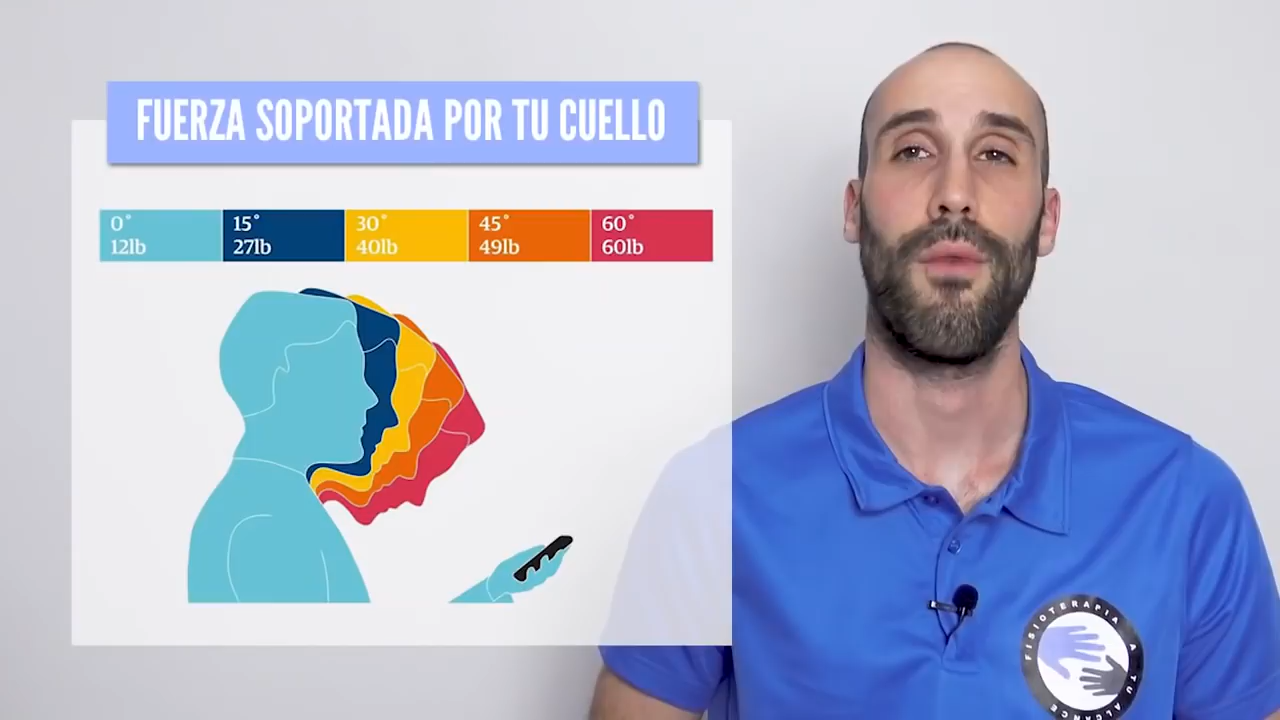 FUERZA SOPORTADA POR TU CUELLO
0° 15° 30° 45° 60°
12lb 27lb 40lb 49lb 60lb
FISIOTERAPIA A TU ALCANCE